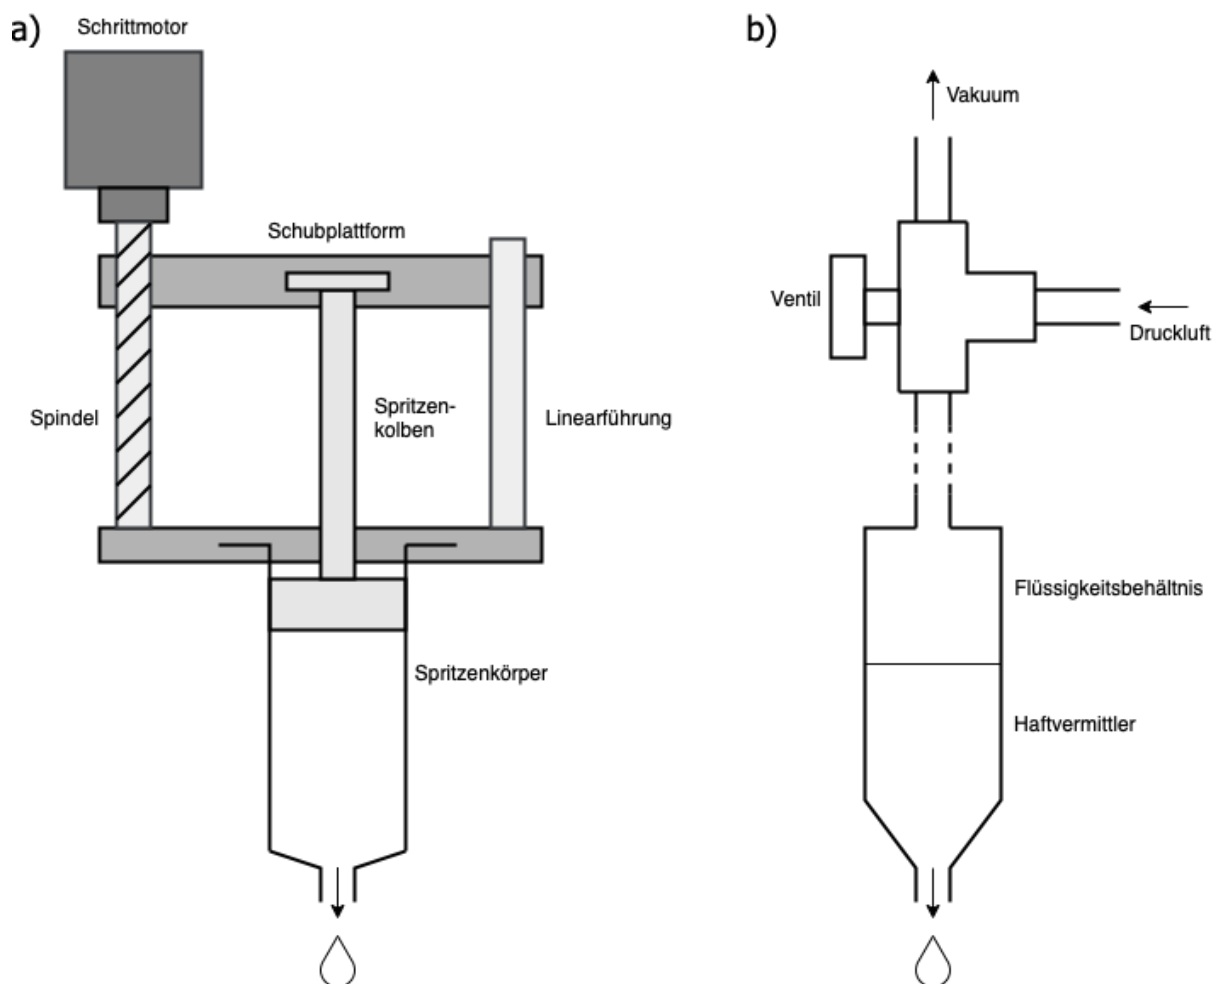 a)
Schrittmotor
Schubplattform
Spindel
Spritzen-
kolben
Linearführung
Spritzenkörper
b)
Vakuum
Ventil
Druckluft
Flüssigkeitsbehältnis
Haftvermittler